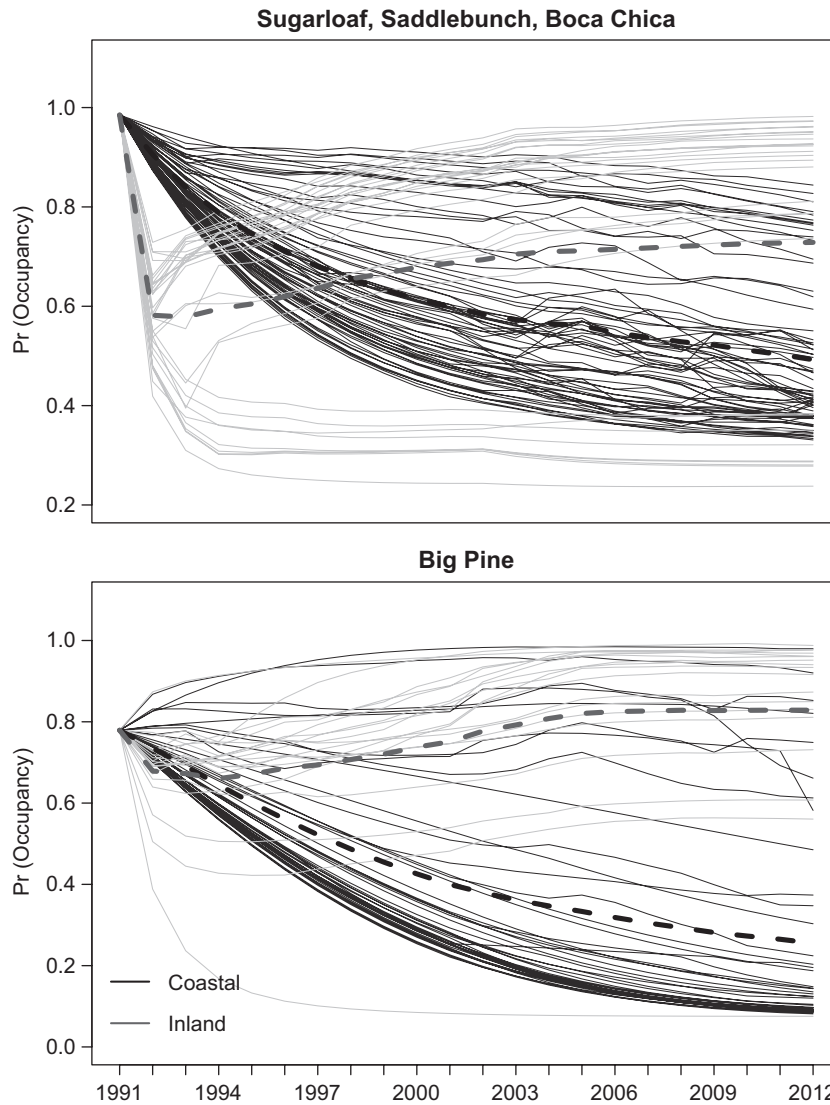 Sugarloaf, Saddlebunch, Boca Chica
Pr (Occupancy)
1.0
0.8
0.6
0.4
0.2
Big Pine
Pr (Occupancy)
1.0
0.8
0.6
0.4
0.2
0.0
Coastal
Inland
1991 1994 1997 2000 2003 2006 2009 2012